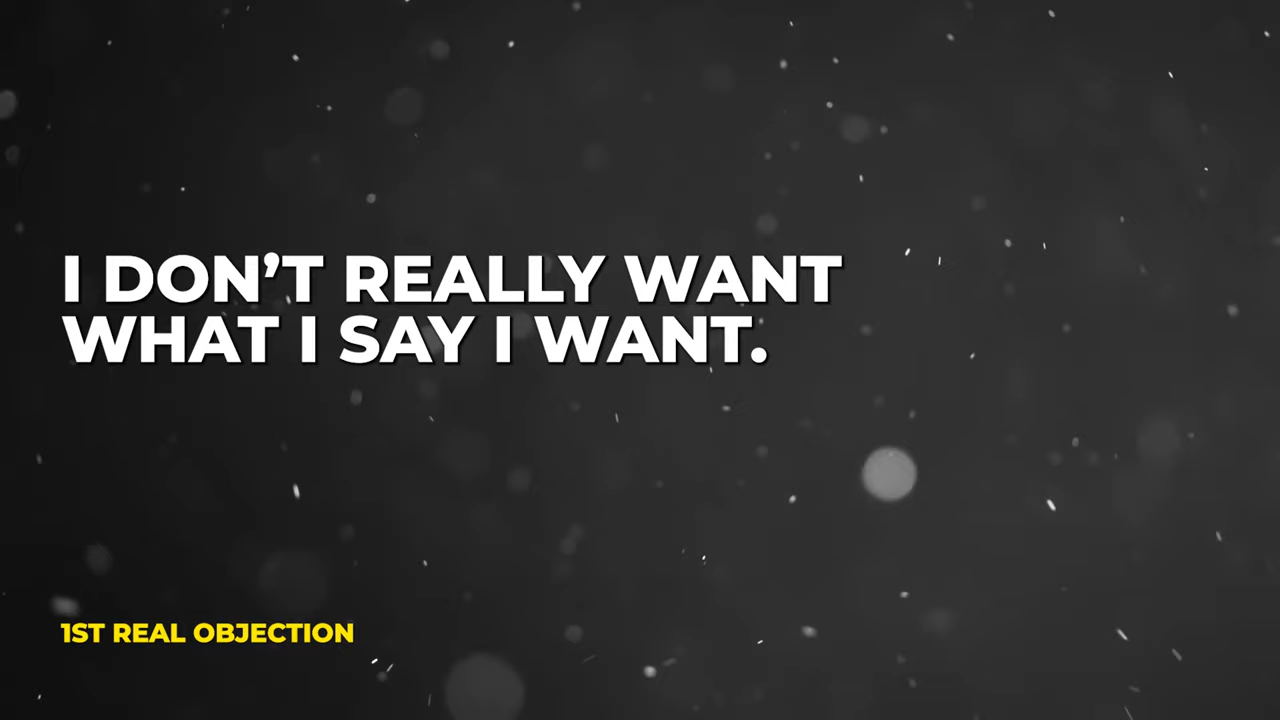 I DON’T REALLY WANT
WHAT I SAY I WANT.
1ST REAL OBJECTION